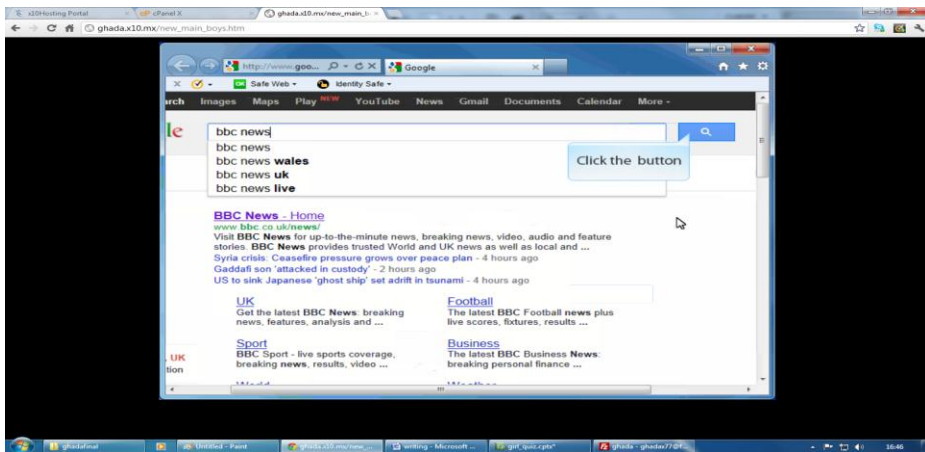 x10Hosting Portal
cPanel X
ghada.x10.mx/new_main_b
ghada.x10.mx/new_main_boys.htm
http://www.goo...
Google
Safe Web
Identity Safe
rch Images Maps Play NEW YouTube News Gmail Documents Calendar More
le
bbc news
bbc news
bbc news wales
bbc news uk
bbc news live
Click the button
BBC News - Home
www.bbc.co.uk/news/
Visit BBC News for up-to-the-minute news, breaking news, video, audio and feature
stories. BBC News provides trusted World and UK news as well as local and ...
Syria crisis: Ceasefire pressure grows over peace plan - 4 hours ago
Gaddafi son 'attacked in custody' - 2 hours ago
US to sink Japanese 'ghost ship' set adrift in tsunami - 4 hours ago
UK
Get the latest BBC News: breaking
news, features, analysis and ...
Football
The latest BBC Football news plus
live scores, fixtures, results ...
Sport
BBC Sport - live sports coverage,
breaking news, results, video ...
Business
The latest BBC Business News:
breaking personal finance ...
UK
tion
ghadafinal
Untitled - Paint
ghada.x10.mx/new_...
writing - Microsoft ...
girl_quiz.cptx*
ghada - ghadax77@f...
16:46